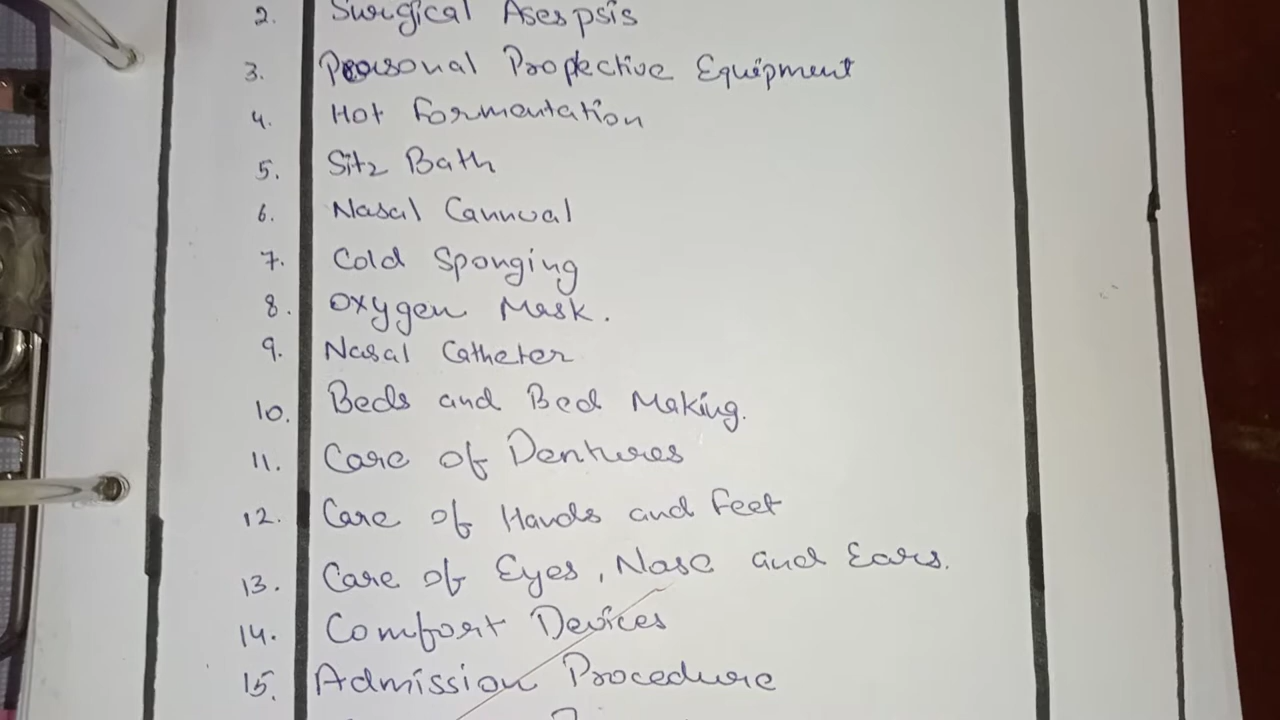 2. Surgical Asespsis
3. Personal Propective Equipment
4. Hot Formentation
5. Sitz Bath
6. Nasal Cannual
7. Cold Sponging
8. Oxygen Mask.
9. Nasal Catheter
10. Beds and Bed Making.
11. Care of Dentures
12. Care of Hands and Feet
13. Care of Eyes, Nose and Ears.
14. Comfort Devices
15. Admission Procedure